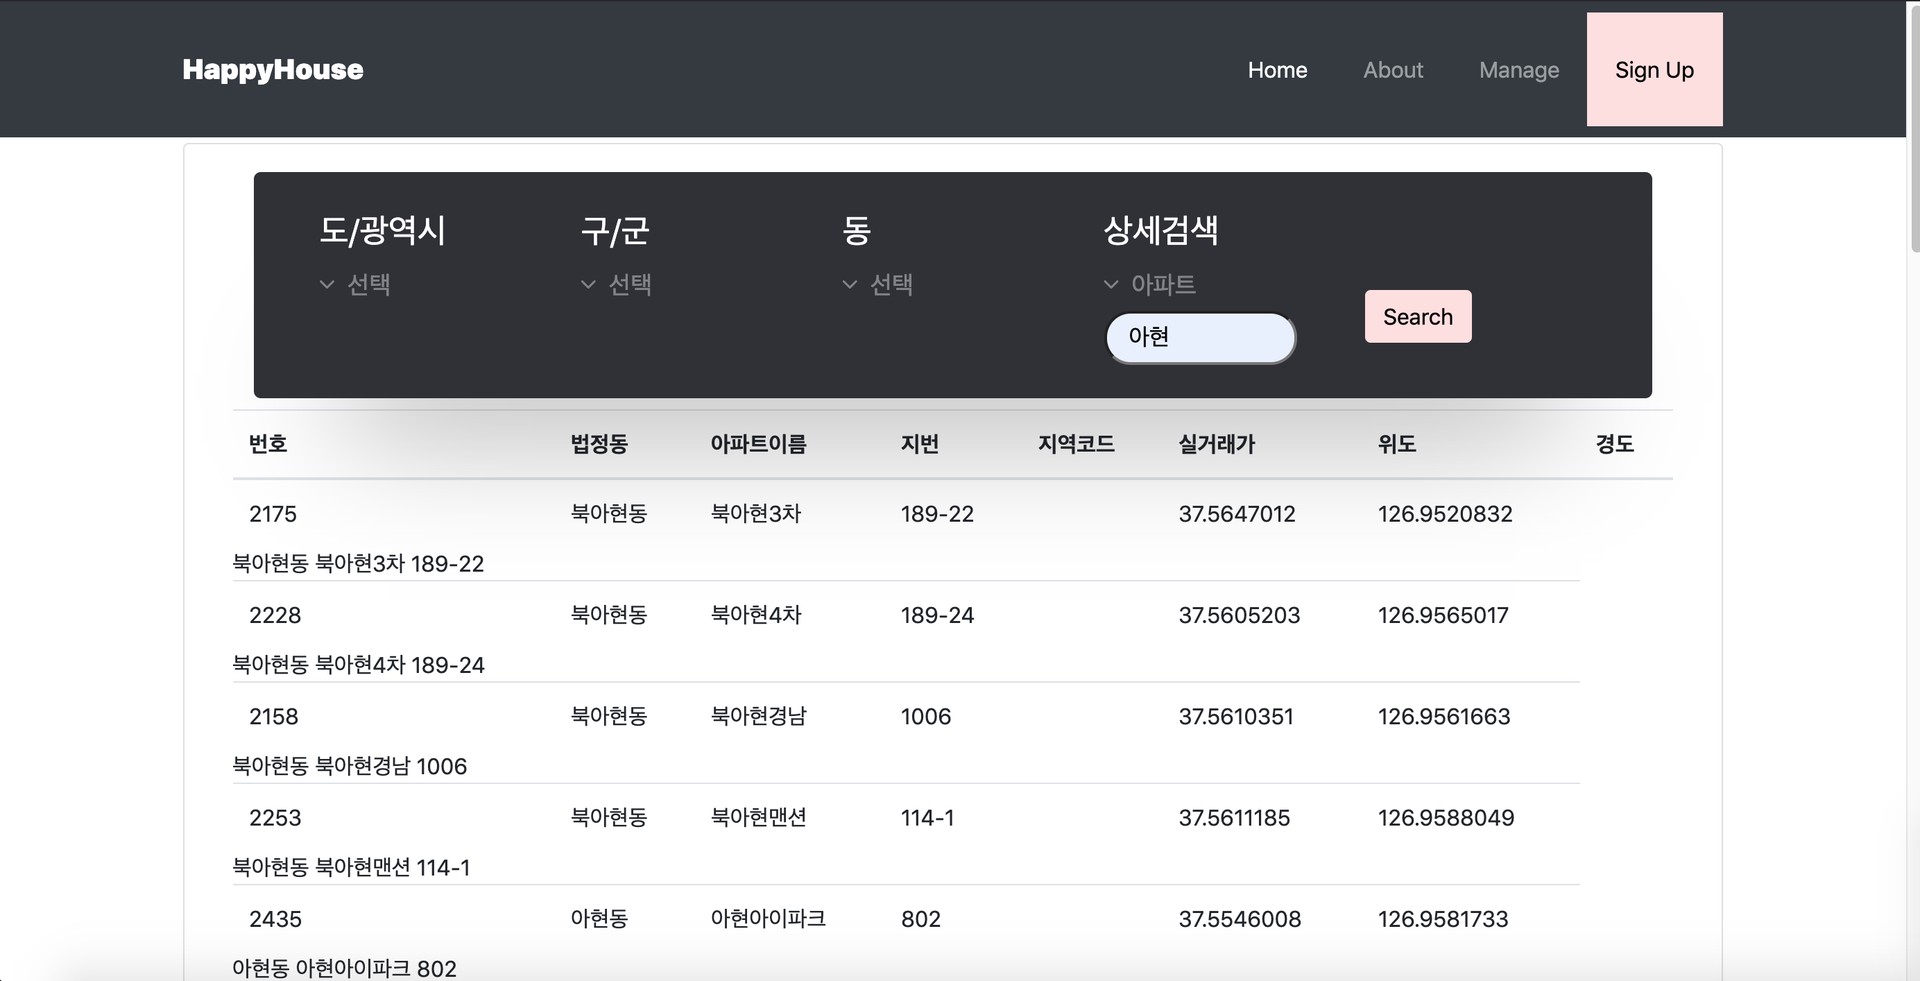 HappyHouse Home About Manage Sign Up
도/광역시 구/군 동 상세검색
선택 선택 선택 아파트
아현 Search
번호 법정동 아파트이름 지번 지역코드 실거래가 위도 경도
2175 북아현동 북아현3차 189-22 37.5647012 126.9520832
북아현동 북아현3차 189-22
2228 북아현동 북아현4차 189-24 37.5605203 126.9565017
북아현동 북아현4차 189-24
2158 북아현동 북아현경남 1006 37.5610351 126.9561663
북아현동 북아현경남 1006
2253 북아현동 북아현맨션 114-1 37.5611185 126.9588049
북아현동 북아현맨션 114-1
2435 아현동 아현아이파크 802 37.5546008 126.9581733
아현동 아현아이파크 802